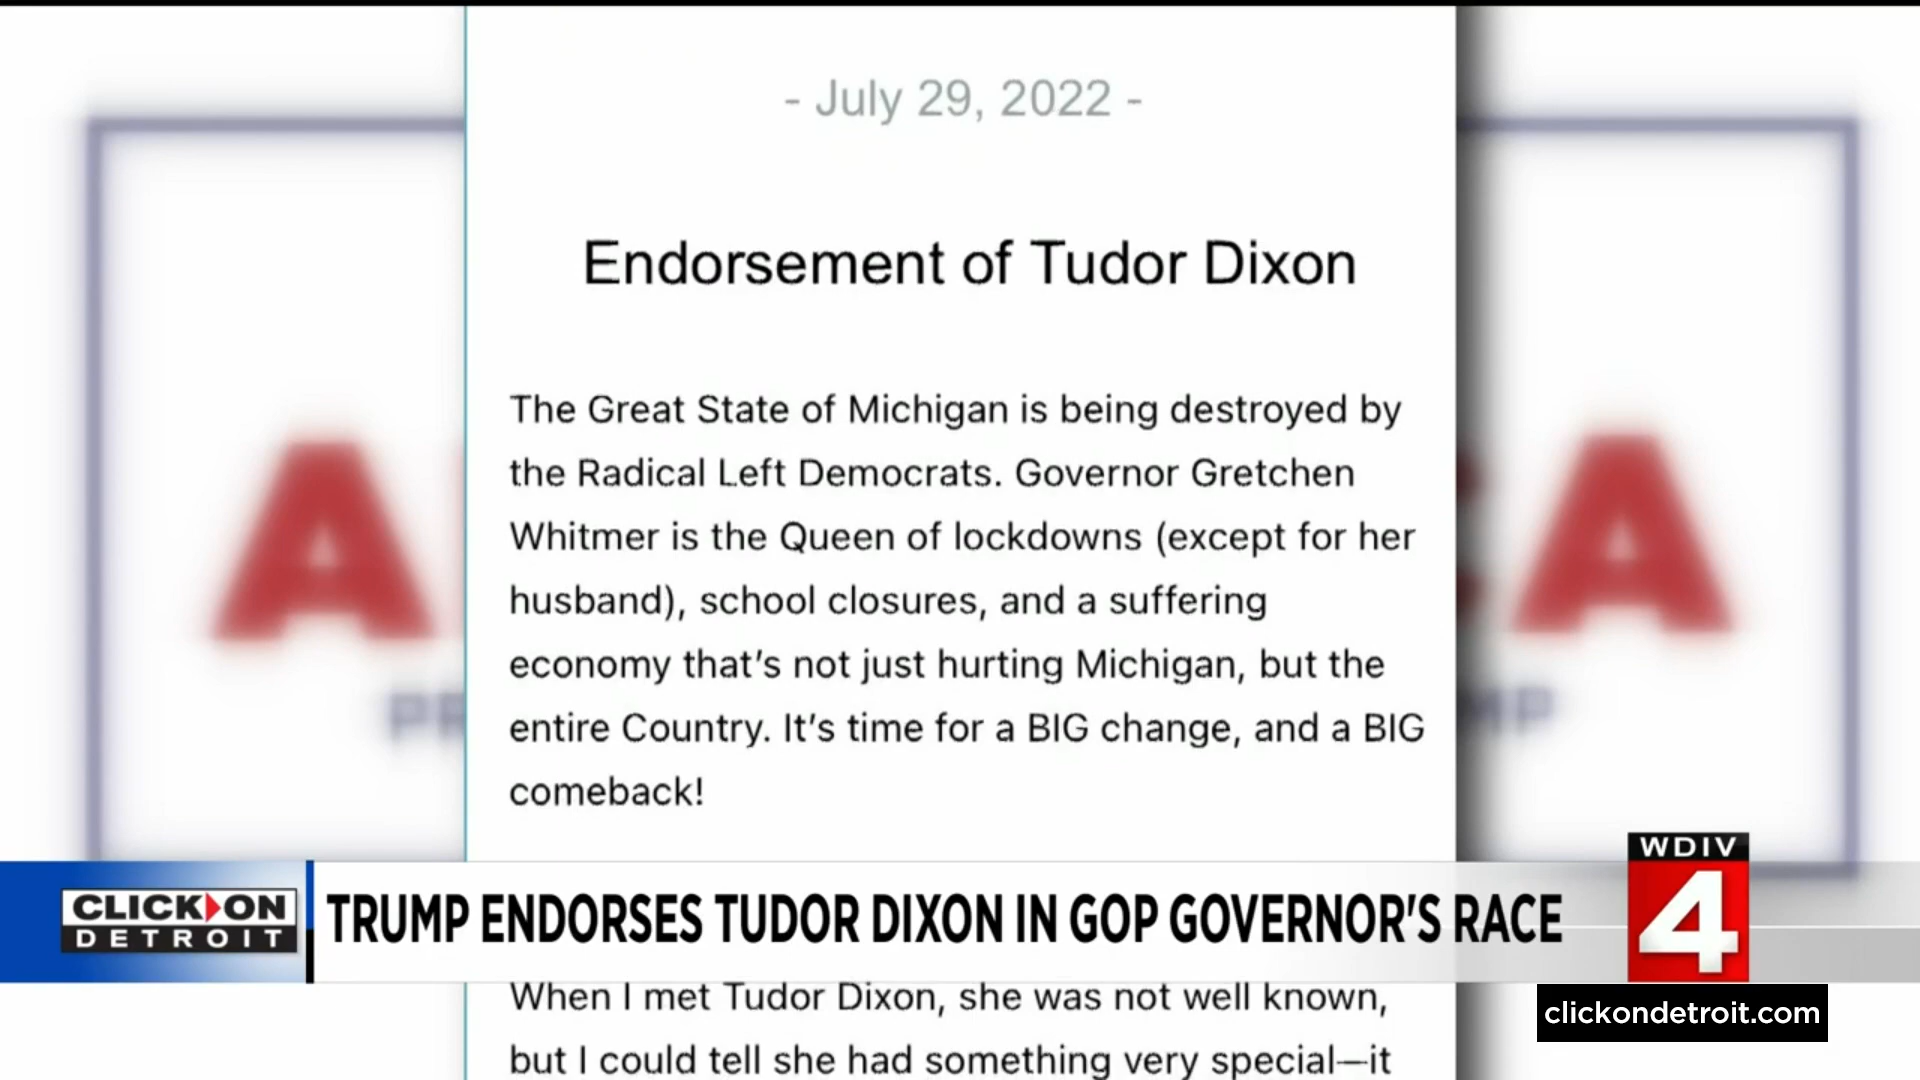 - July 29, 2022 -
Endorsement of Tudor Dixon
The Great State of Michigan is being destroyed by
the Radical Left Democrats. Governor Gretchen
Whitmer is the Queen of lockdowns (except for her
husband), school closures, and a suffering
economy that’s not just hurting Michigan, but the
entire Country. It’s time for a BIG change, and a BIG
comeback!
WDIV
4
CLICK ON
DETROIT
TRUMP ENDORSES TUDOR DIXON IN GOP GOVERNOR'S RACE
When I met Tudor Dixon, she was not well known,
clickondetroit.com
but I could tell she had something very special—it